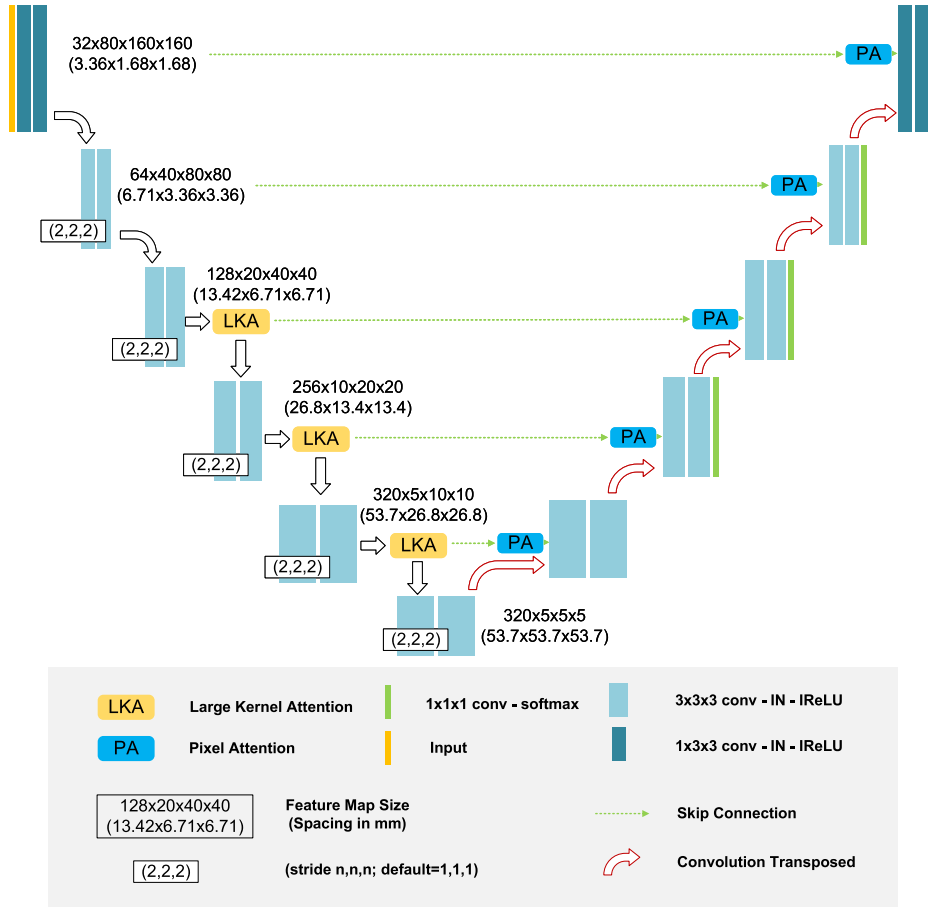 32x80x160x160
(3.36x1.68x1.68)
PA
64x40x80x80
(6.71x3.36x3.36)
PA
(2,2,2)
128x20x40x40
(13.42x6.71x6.71)
LKA
PA
(2,2,2)
256x10x20x20
(26.8x13.4x13.4)
LKA
PA
(2,2,2)
320x5x10x10
(53.7x26.8x26.8)
LKA
PA
(2,2,2)
320x5x5x5
(53.7x53.7x53.7)
(2,2,2)
LKA
Large Kernel Attention
1x1x1 conv - softmax
3x3x3 conv - IN - IReLU
PA
Pixel Attention
Input
1x3x3 conv - IN - IReLU
128x20x40x40
(13.42x6.71x6.71)
Feature Map Size
(Spacing in mm)
Skip Connection
(2,2,2)
(stride n,n,n; default=1,1,1)
Convolution Transposed